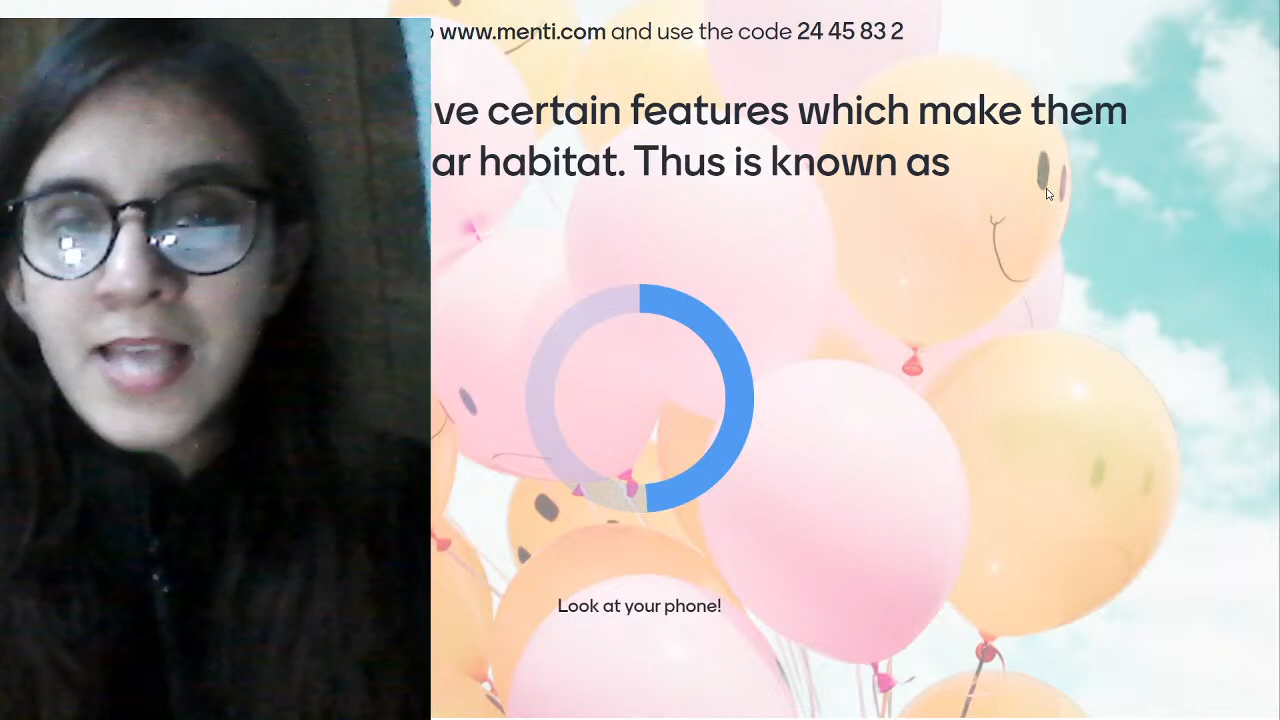 www.menti.com and use the code 24 45 83 2
ve certain features which make them
ar habitat. Thus is known as
Look at your phone!